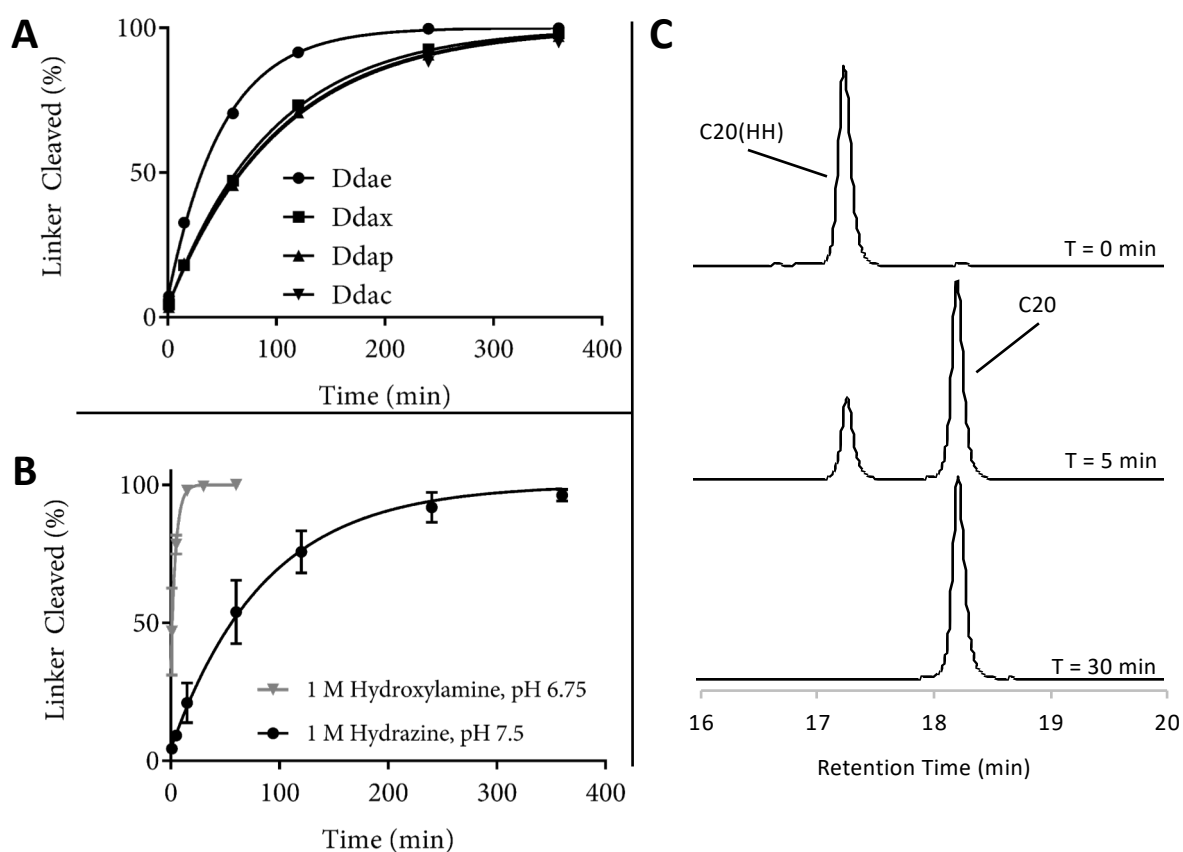 A
100
50
0
Linker Cleaved (%)
Ddae
Ddax
Ddap
Ddac
0 100 200 300 400
Time (min)
B
100
50
0
Linker Cleaved (%)
1 M Hydroxylamine, pH 6.75
1 M Hydrazine, pH 7.5
0 100 200 300 400
Time (min)
C
C20(HH)
T = 0 min
C20
T = 5 min
T = 30 min
16 17 18 19 20
Retention Time (min)